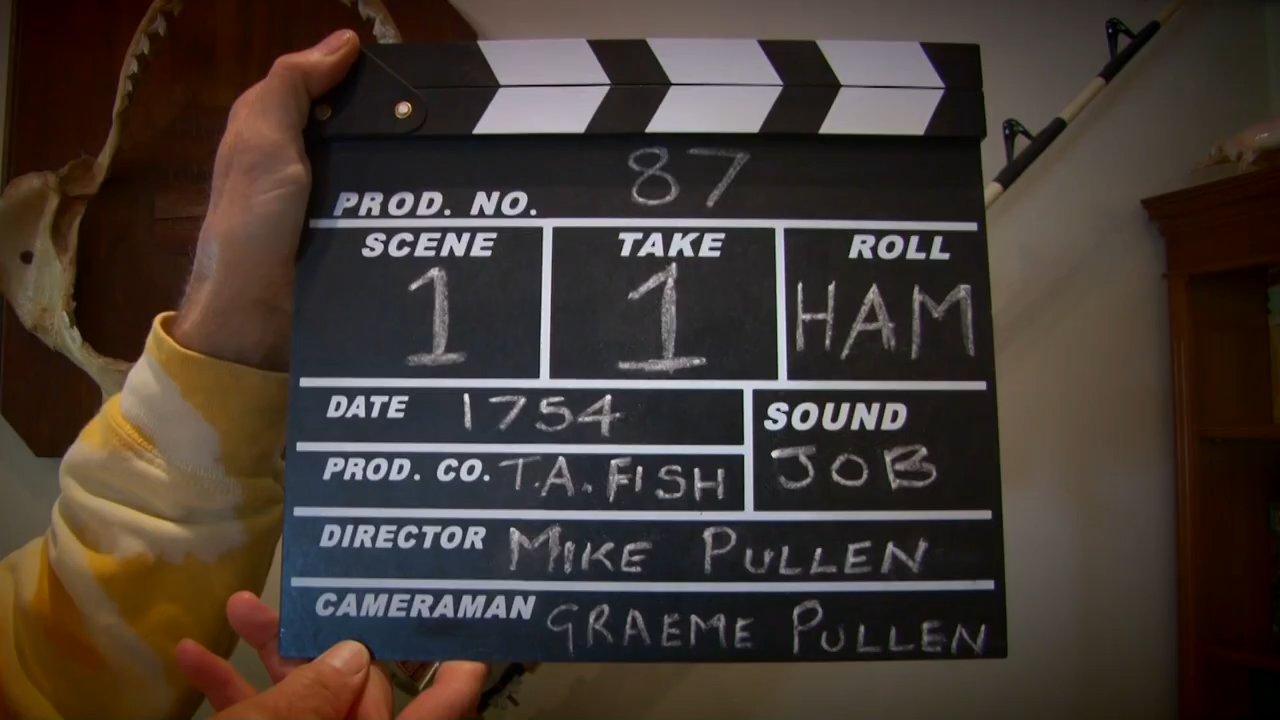 87
PROD. NO.
SCENE TAKE ROLL
1 1 HAM
DATE 1754
SOUND
JOB
PROD. CO. T.A. FISH
DIRECTOR MIKE PULLEN
CAMERAMAN GRAEME PULLEN